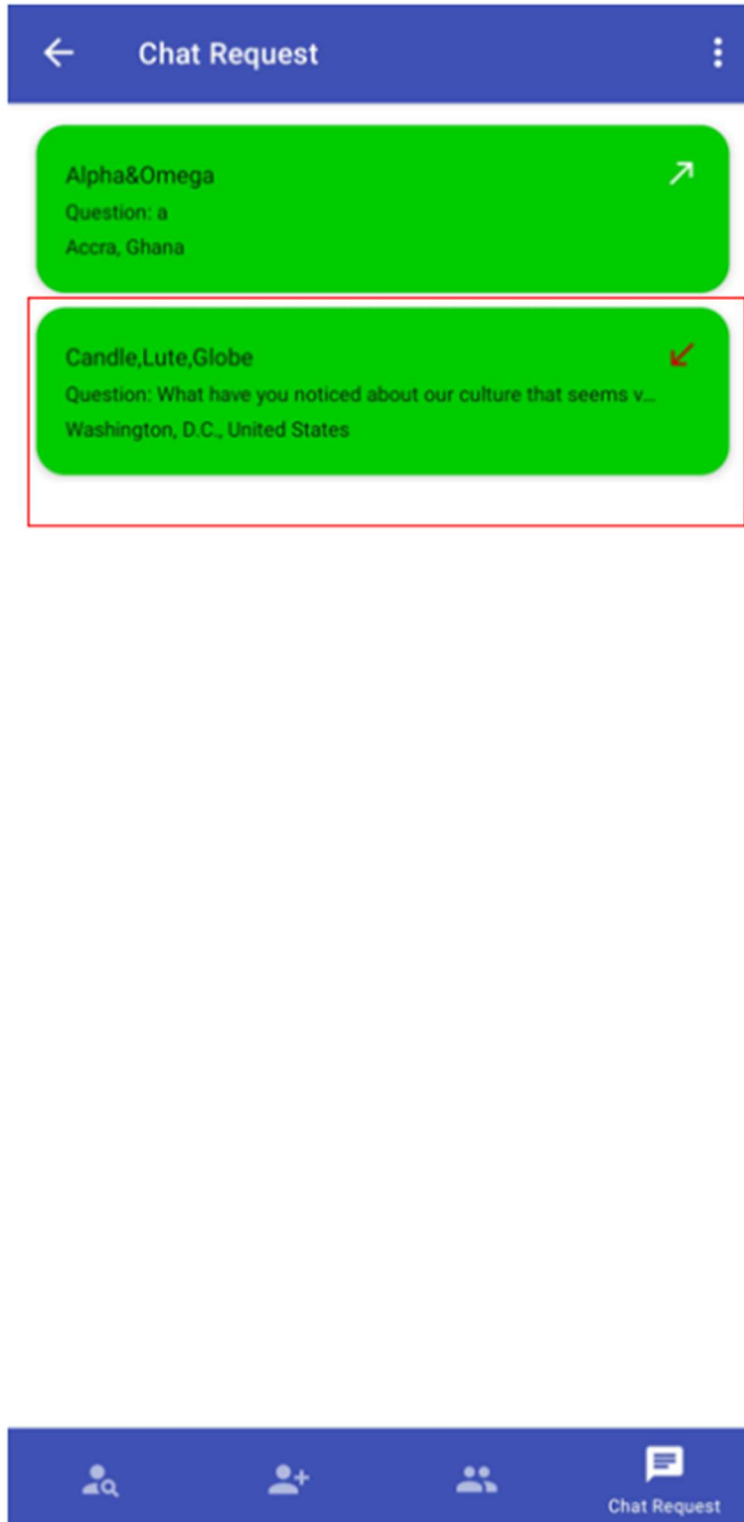 Chat Request
Alpha&Omega
Question: a
Accra, Ghana
Candle,Lute,Globe
Question: What have you noticed about our culture that seems v...
Washington, D.C., United States
Chat Request